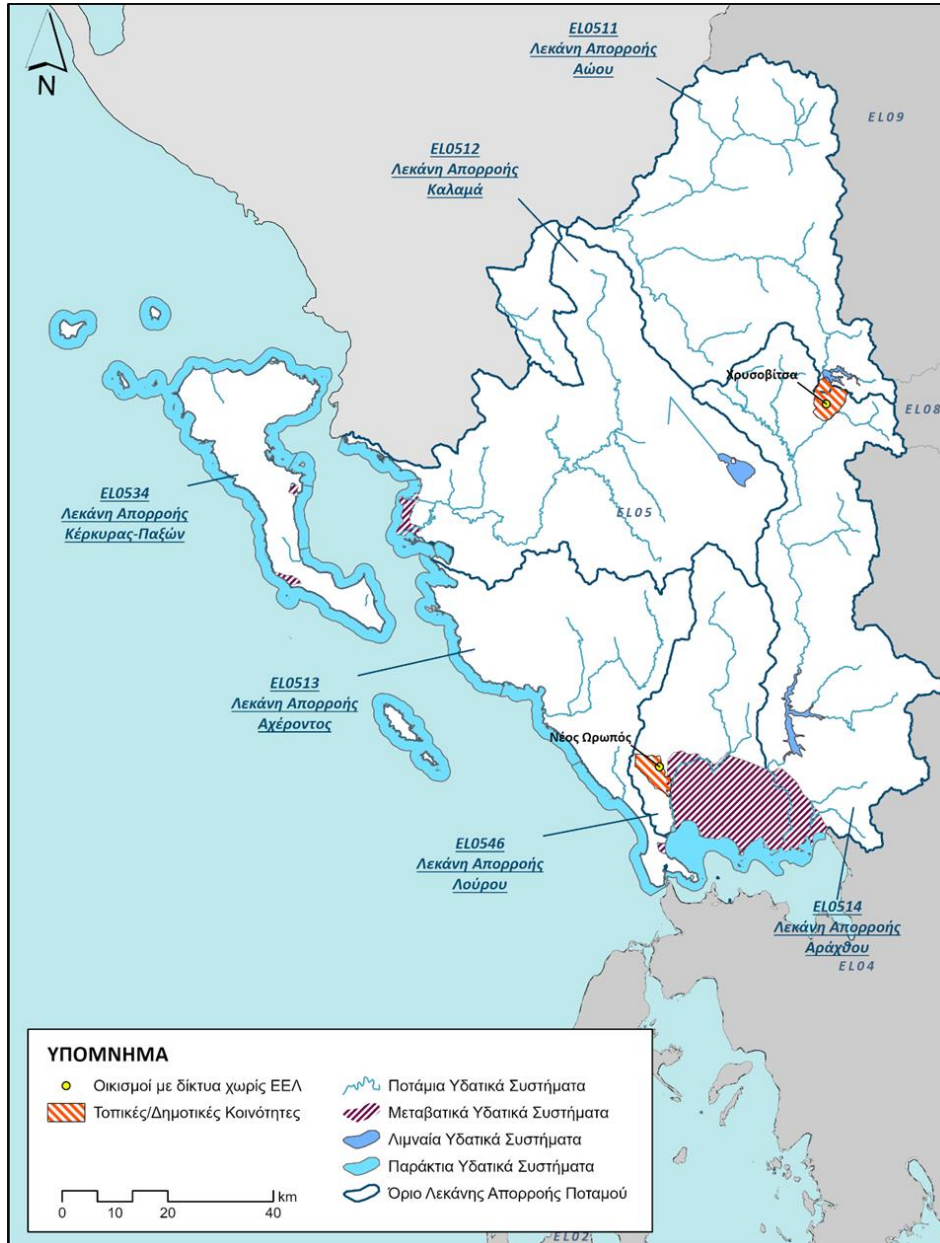 N
EL0511
Λεκάνη Απορροής
Αώου
EL09
EL0512
Λεκάνη Απορροής
Καλαμά
Χρυσοβίτσα
EL08
EL0534
Λεκάνη Απορροής
Κέρκυρας-Παξών
EL05
EL0513
Λεκάνη Απορροής
Αχέροντος
Νέος Ωρωπός
EL0546
Λεκάνη Απορροής
Λούρου
EL0514
Λεκάνη Απορροής
Αράχθου
EL04
ΥΠΟΜΝΗΜΑ
Οικισμοί με δίκτυα χωρίς ΕΕΛ
Τοπικές/Δημοτικές Κοινότητες
Ποτάμια Υδατικά Συστήματα
Μεταβατικά Υδατικά Συστήματα
Λιμναία Υδατικά Συστήματα
Παράκτια Υδατικά Συστήματα
Όριο Λεκάνης Απορροής Ποταμού
km
0 10 20 40
EL02